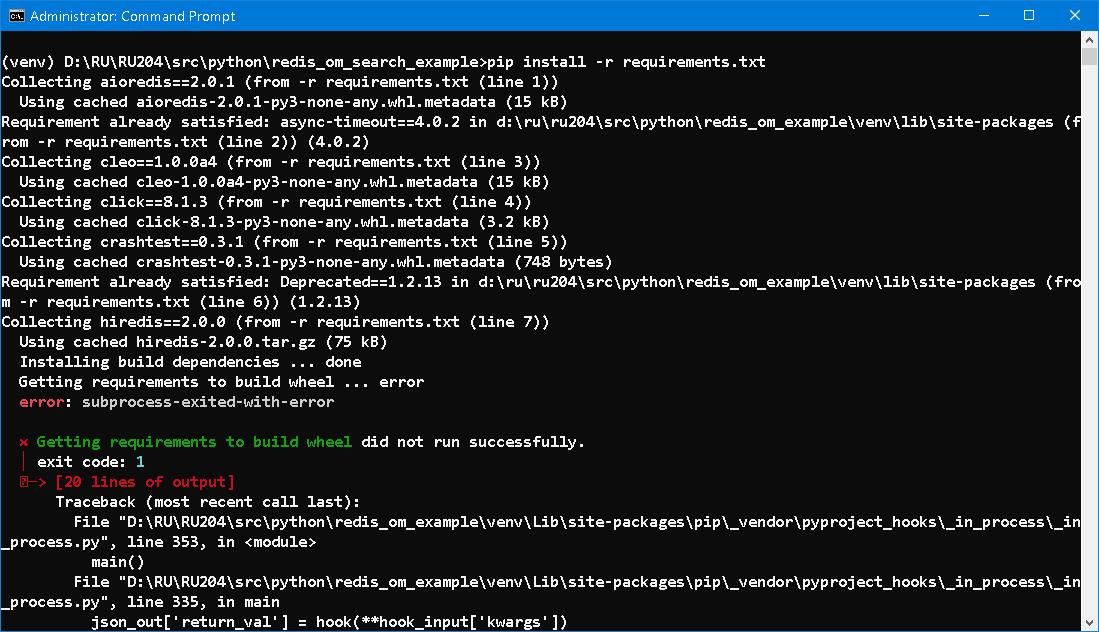 Administrator: Command Prompt
(venv) D:\RU\RU204\src\python\redis_om_search_example>pip install -r requirements.txt
Collecting aioredis==2.0.1 (from -r requirements.txt (line 1))
  Using cached aioredis-2.0.1-py3-none-any.whl.metadata (15 kB)
Requirement already satisfied: async-timeout==4.0.2 in d:\ru\ru204\src\python\redis_om_example\venv\lib\site-packages (f
rom -r requirements.txt (line 2)) (4.0.2)
Collecting cleo==1.0.0a4 (from -r requirements.txt (line 3))
  Using cached cleo-1.0.0a4-py3-none-any.whl.metadata (15 kB)
Collecting click==8.1.3 (from -r requirements.txt (line 4))
  Using cached click-8.1.3-py3-none-any.whl.metadata (3.2 kB)
Collecting crashtest==0.3.1 (from -r requirements.txt (line 5))
  Using cached crashtest-0.3.1-py3-none-any.whl.metadata (748 bytes)
Requirement already satisfied: Deprecated==1.2.13 in d:\ru\ru204\src\python\redis_om_example\venv\lib\site-packages (fro
m -r requirements.txt (line 6)) (1.2.13)
Collecting hiredis==2.0.0 (from -r requirements.txt (line 7))
  Using cached hiredis-2.0.0.tar.gz (75 kB)
  Installing build dependencies ... done
  Getting requirements to build wheel ... error
  error: subprocess-exited-with-error
  × Getting requirements to build wheel did not run successfully.
  │ exit code: 1
  ╰─> [20 lines of output]
      Traceback (most recent call last):
        File "D:\RU\RU204\src\python\redis_om_example\venv\Lib\site-packages\pip\_vendor\pyproject_hooks\_in_process\_in
_process.py", line 353, in <module>
          main()
        File "D:\RU\RU204\src\python\redis_om_example\venv\Lib\site-packages\pip\_vendor\pyproject_hooks\_in_process\_in
_process.py", line 335, in main
          json_out['return_val'] = hook(**hook_input['kwargs'])